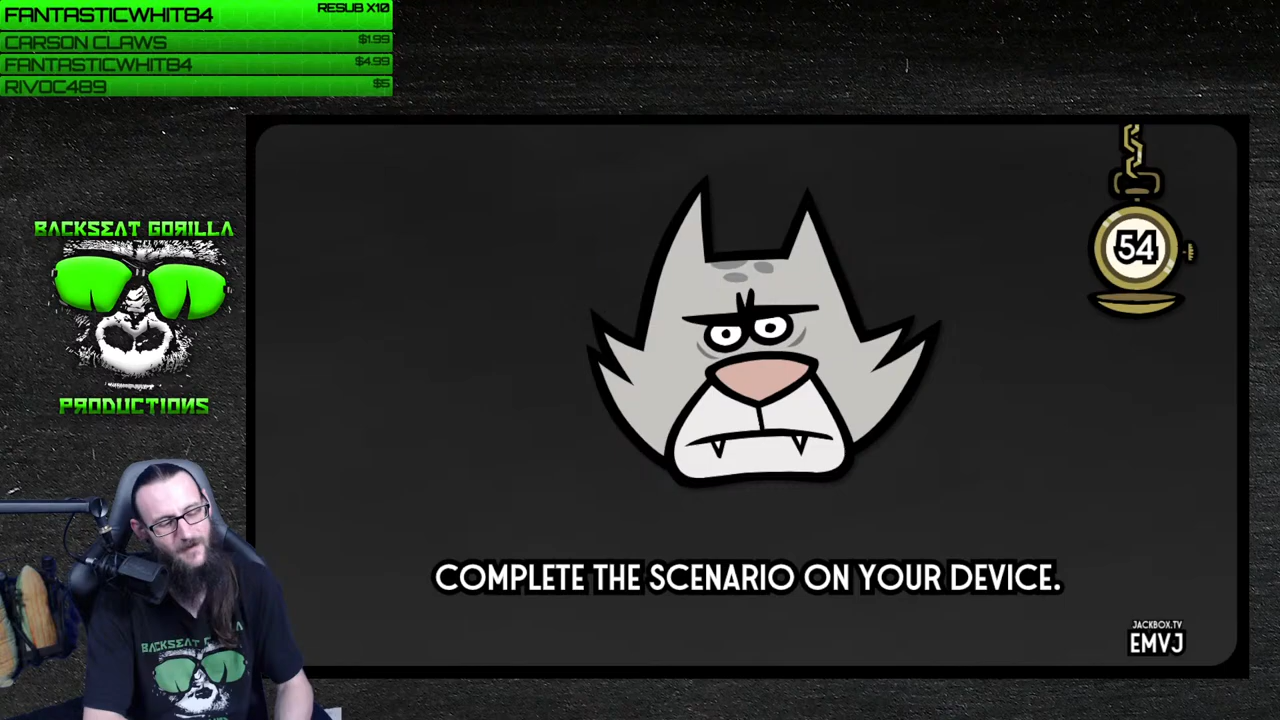 FANTASTICWHIT84 RESUB X10
CARSON CLAWS $1.99
FANTASTICWHIT84 $4.99
RIVOC489 $5
54
BACKSEAT GORILLA
PRODUCTIONS
COMPLETE THE SCENARIO ON YOUR DEVICE.
JACKBOX.TV
EMVJ